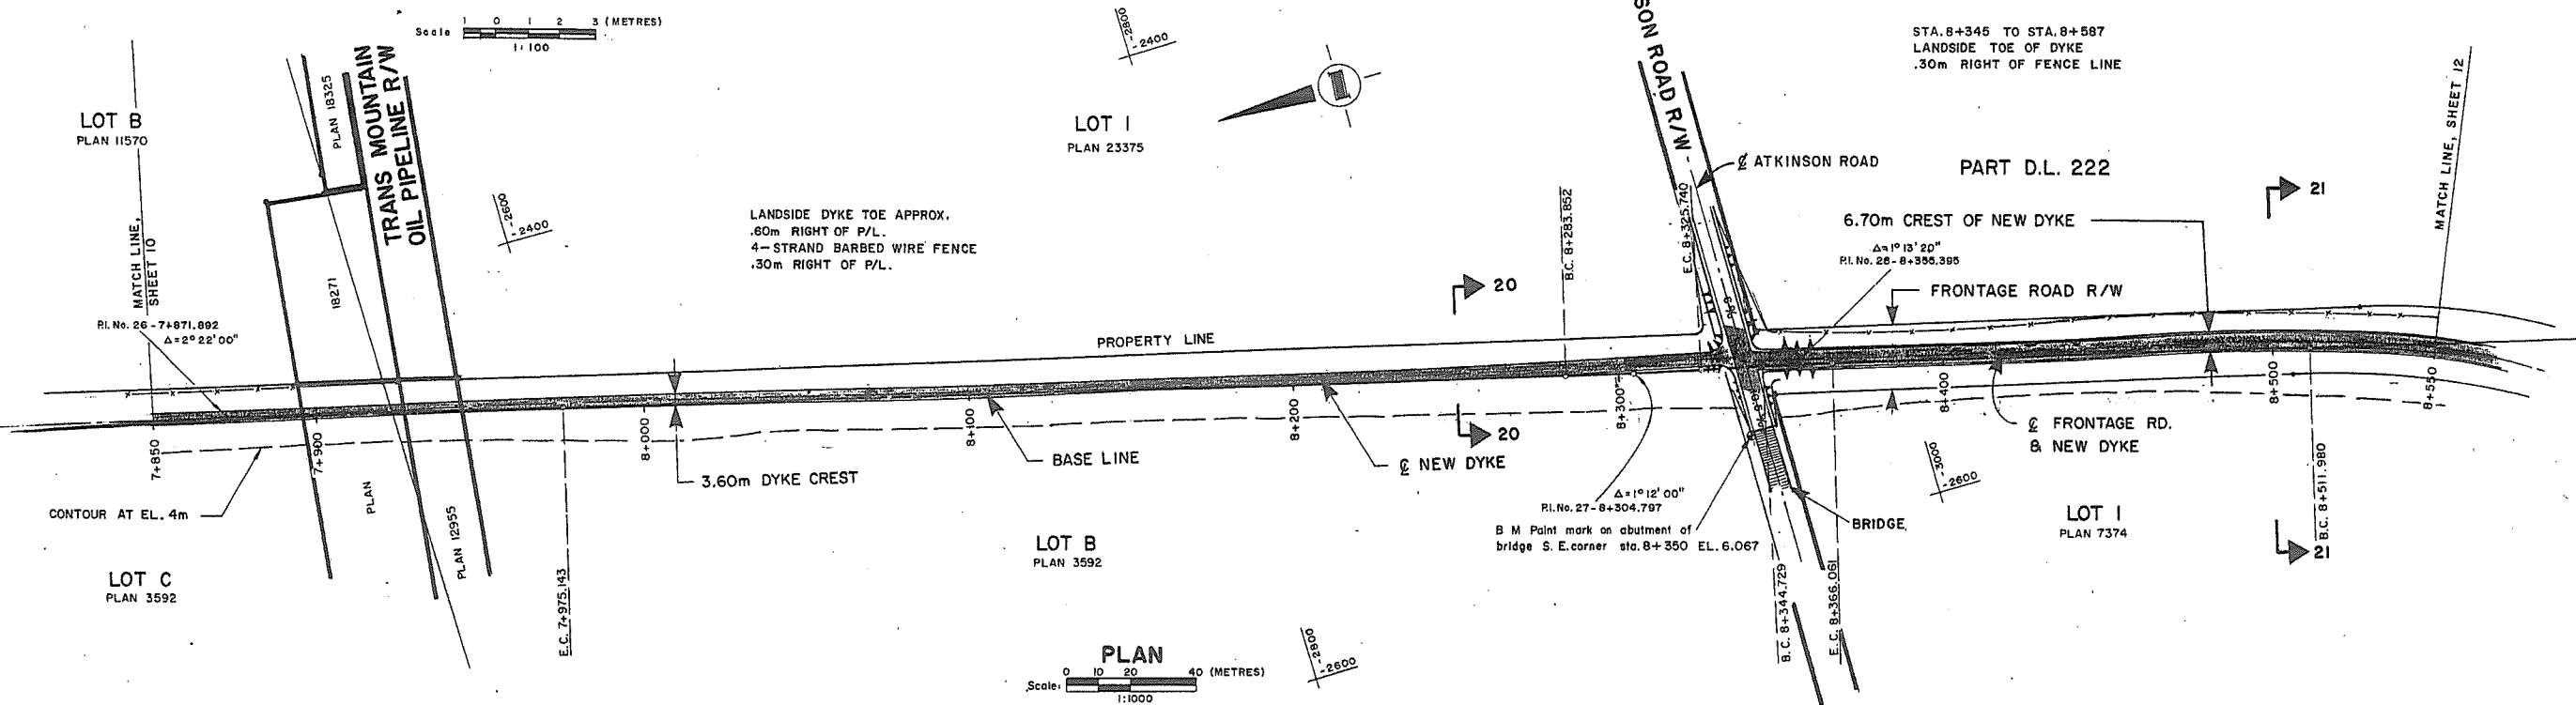 Scale 1 0 1 2 3 (METRES)
1:100
-2800
-2400
STA. 8+345 TO STA. 8+587
LANDSIDE TOE OF DYKE
.30m RIGHT OF FENCE LINE
LOT B
PLAN 11570
MATCH LINE,
SHEET 10
PLAN 18325
TRANS MOUNTAIN
OIL PIPELINE R/W
18271
-2600
-2400
LOT 1
PLAN 23375
LANDSIDE DYKE TOE APPROX.
.60m RIGHT OF P/L.
4-STRAND BARBED WIRE FENCE
.30m RIGHT OF P/L.
SON ROAD R/W
℄ ATKINSON ROAD
PART D.L. 222
MATCH LINE, SHEET 12
21
6.70m CREST OF NEW DYKE
Δ=1° 13' 20"
P.I. No. 28-8+355.395
FRONTAGE ROAD R/W
B.C. 8+283.852
E.C. 8+325.740
20
P.I. No. 26-7+871.892
Δ=2° 22' 00"
PROPERTY LINE
7+850
7+900
8+000
8+100
8+200
8+300
8+400
8+500
8+550
CONTOUR AT EL. 4m
3.60m DYKE CREST
BASE LINE
℄ NEW DYKE
20
℄ FRONTAGE RD.
& NEW DYKE
PLAN
PLAN 12955
E.C. 7+975.143
Δ=1° 12' 00"
P.I. No. 27-8+304.797
B M Paint mark on abutment of
bridge S. E. corner sta. 8+350 EL. 6.067
BRIDGE
-3000
-2600
LOT 1
PLAN 7374
B.C. 8+511.980
21
LOT C
PLAN 3592
LOT B
PLAN 3592
B.C. 8+344.729
E.C. 8+366.061
-2800
-2600
PLAN
Scale: 0 10 20 40 (METRES)
1:1000